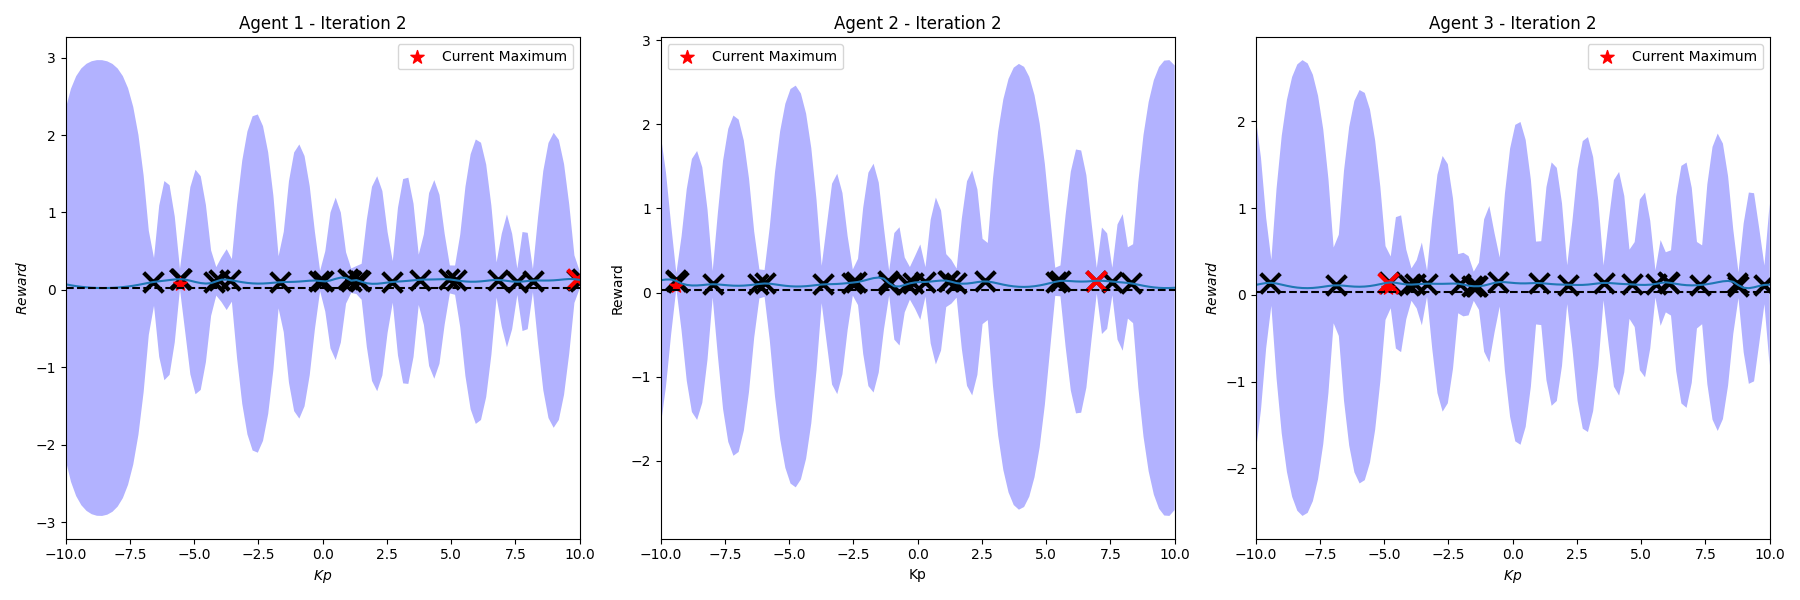 Agent 1 - Iteration 2
Current Maximum
3
2
1
0
−1
−2
−3
Reward
−10.0 −7.5 −5.0 −2.5 0.0 2.5 5.0 7.5 10.0
Kp
Agent 2 - Iteration 2
Current Maximum
3
2
1
0
−1
−2
Reward
−10.0 −7.5 −5.0 −2.5 0.0 2.5 5.0 7.5 10.0
Kp
Agent 3 - Iteration 2
Current Maximum
2
1
0
−1
−2
Reward
−10.0 −7.5 −5.0 −2.5 0.0 2.5 5.0 7.5 10.0
Kp